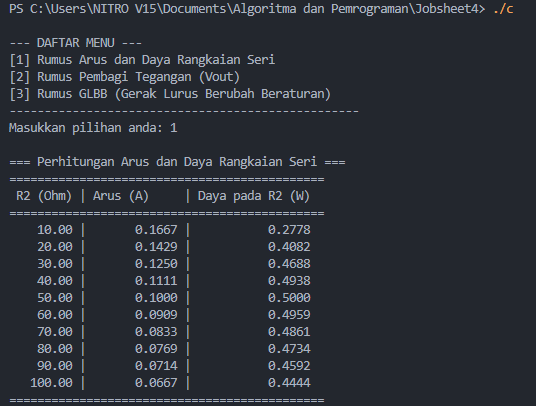 PS C:\Users\NITRO V15\Documents\Algoritma dan Pemrograman\Jobsheet4> ./c
--- DAFTAR MENU ---
[1] Rumus Arus dan Daya Rangkaian Seri
[2] Rumus Pembagi Tegangan (Vout)
[3] Rumus GLBB (Gerak Lurus Berubah Beraturan)
--------------------------------------------------
Masukkan pilihan anda: 1
=== Perhitungan Arus dan Daya Rangkaian Seri ===
=============================================
R2 (Ohm) | Arus (A) | Daya pada R2 (W)
=============================================
10.00 | 0.1667 | 0.2778
20.00 | 0.1429 | 0.4082
30.00 | 0.1250 | 0.4688
40.00 | 0.1111 | 0.4938
50.00 | 0.1000 | 0.5000
60.00 | 0.0909 | 0.4959
70.00 | 0.0833 | 0.4861
80.00 | 0.0769 | 0.4734
90.00 | 0.0714 | 0.4592
100.00 | 0.0667 | 0.4444
=============================================